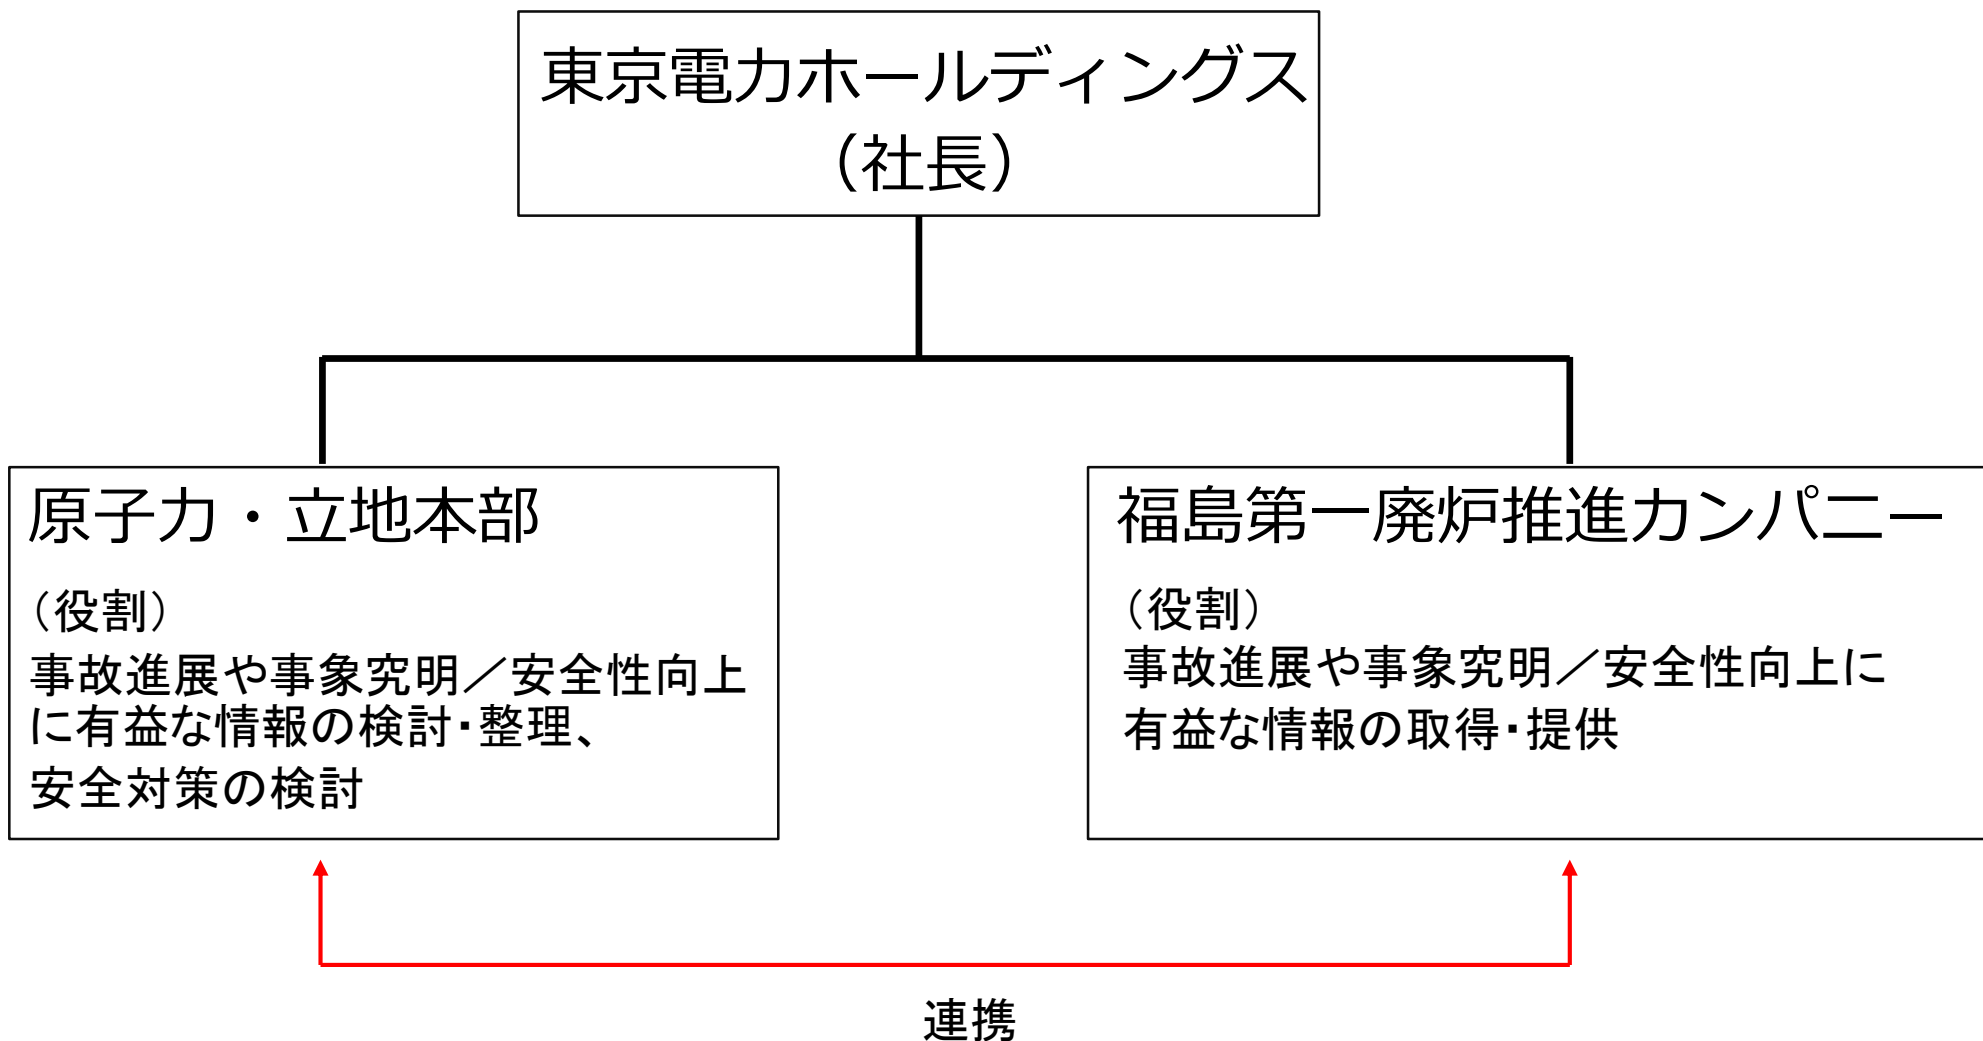 東京電力ホールディングス
（社長）
原子力・立地本部
（役割）
事故進展や事象究明／安全性向上
に有益な情報の検討・整理、
安全対策の検討
福島第一廃炉推進カンパニー
（役割）
事故進展や事象究明／安全性向上に
有益な情報の取得・提供
連携